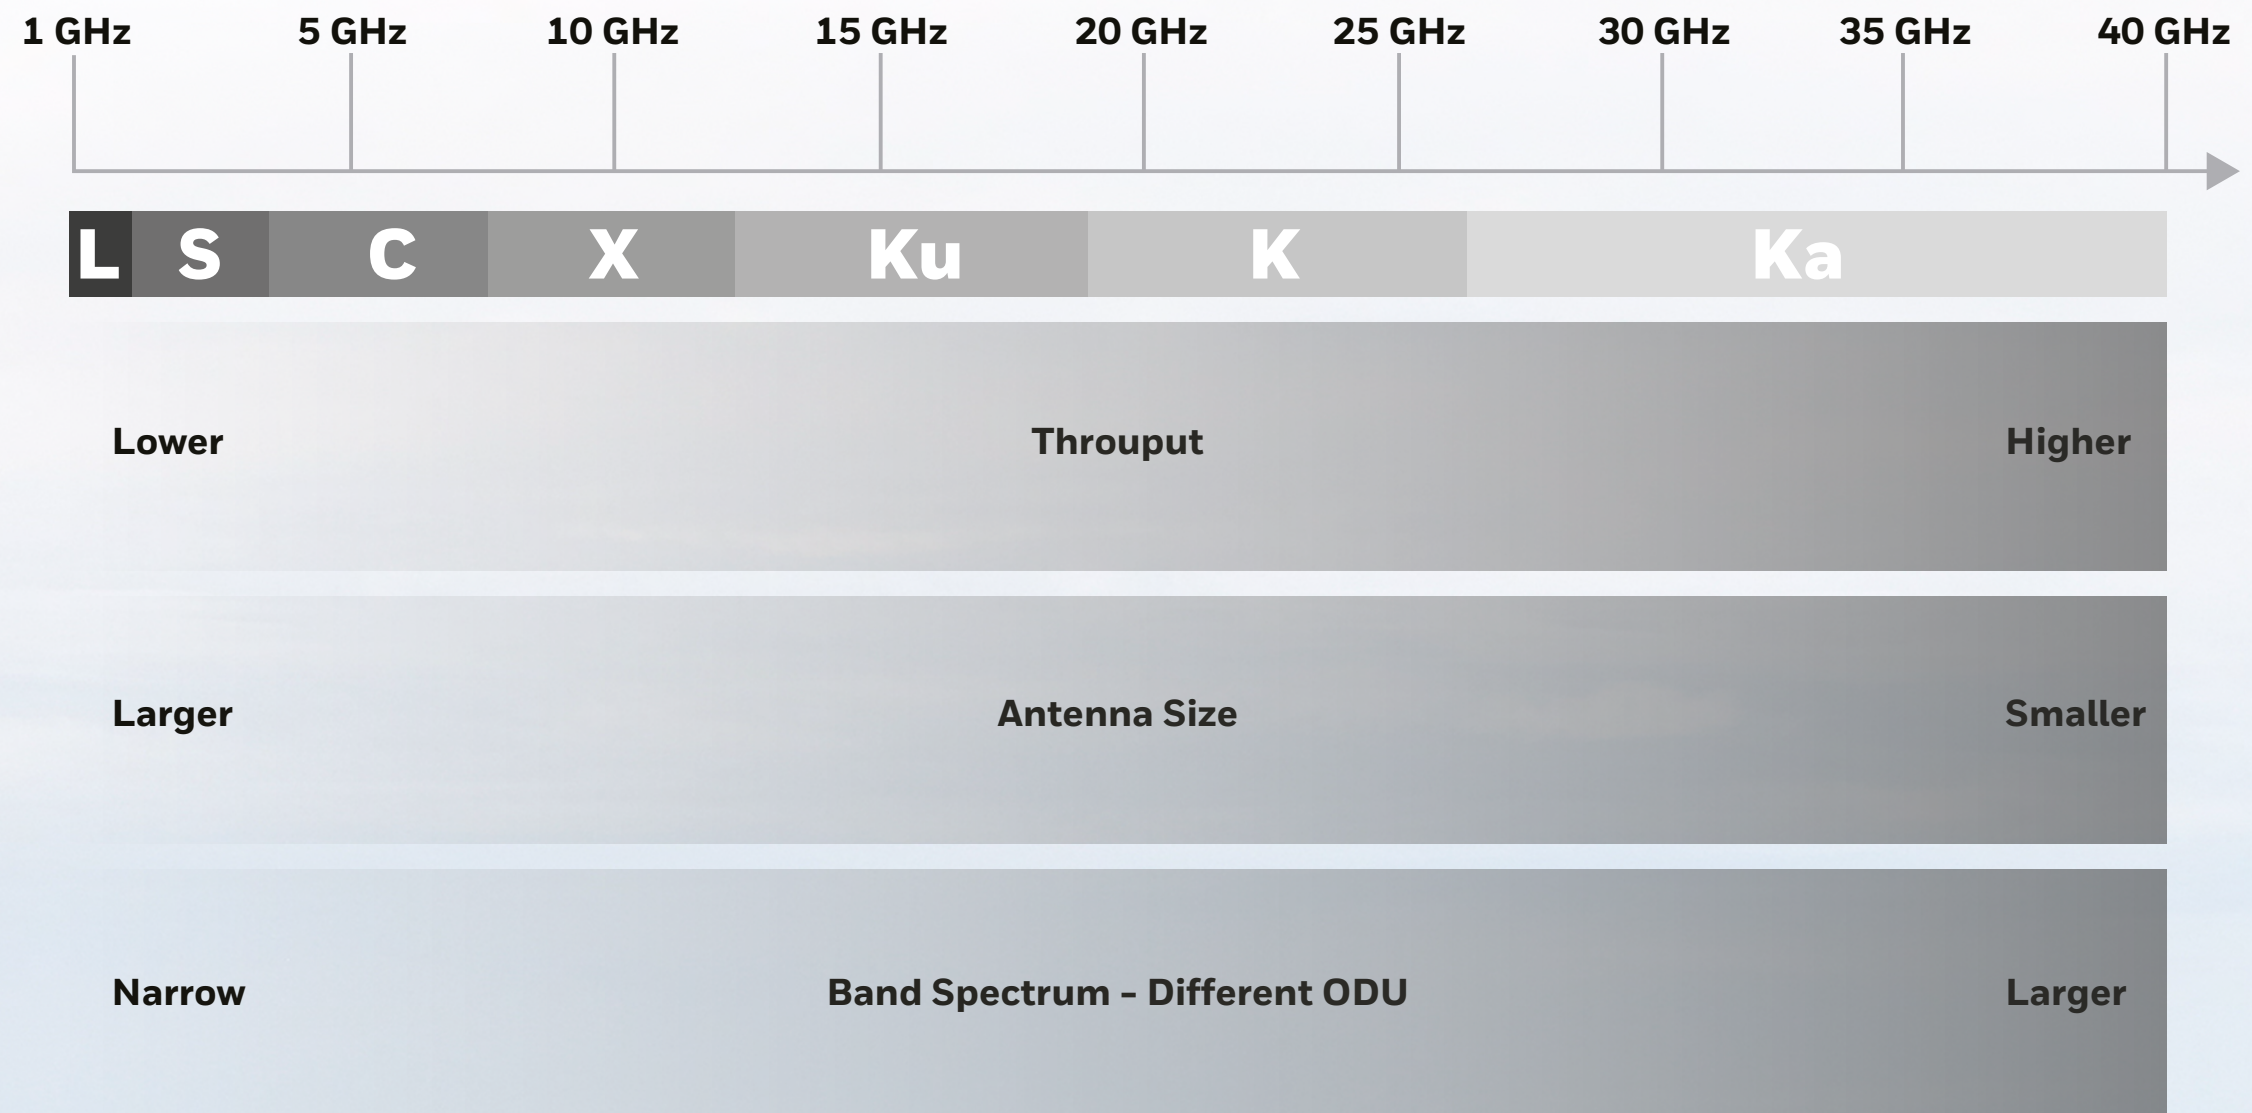 1 GHz 5 GHz 10 GHz 15 GHz 20 GHz 25 GHz 30 GHz 35 GHz 40 GHz
L S C X Ku K Ka
Lower Throuput Higher
Larger Antenna Size Smaller
Narrow Band Spectrum – Different ODU Larger